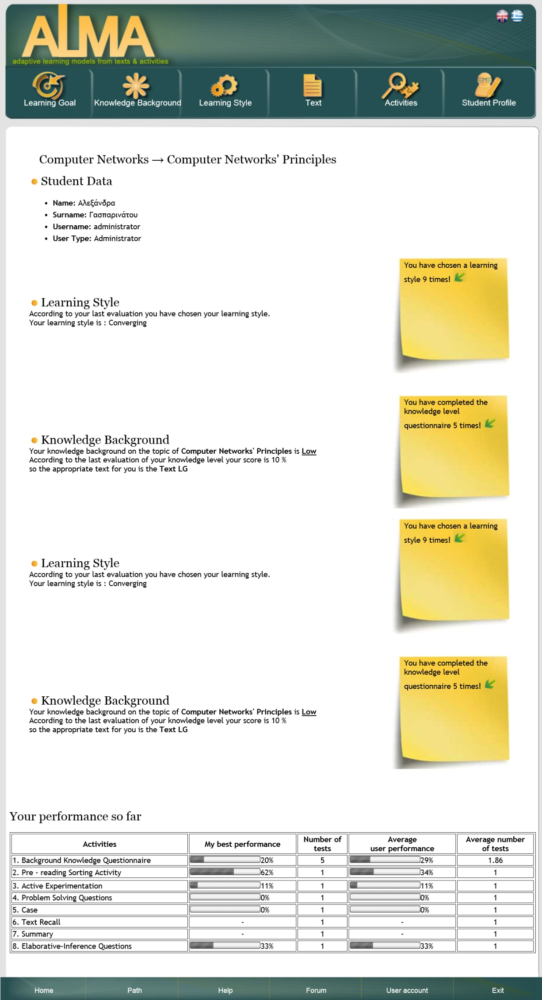 ALMA
adaptive learning models from texts & activities
Learning Goal
Knowledge Background
Learning Style
Text
Activities
Student Profile
Computer Networks → Computer Networks' Principles
Student Data
• Name: Αλεξάνδρα
• Surname: Γασπαρινάτου
• Username: administrator
• User Type: Administrator
You have chosen a learning
style 9 times!
Learning Style
According to your last evaluation you have chosen your learning style.
Your learning style is : Converging
You have completed the
knowledge level
questionnaire 5 times!
Knowledge Background
Your knowledge background on the topic of Computer Networks' Principles is Low
According to the last evaluation of your knowledge level your score is 10 %
so the appropriate text for you is the Text LG
You have chosen a learning
style 9 times!
Learning Style
According to your last evaluation you have chosen your learning style.
Your learning style is : Converging
You have completed the
knowledge level
questionnaire 5 times!
Knowledge Background
Your knowledge background on the topic of Computer Networks' Principles is Low
According to the last evaluation of your knowledge level your score is 10 %
so the appropriate text for you is the Text LG
Your performance so far
Activities My best performance Number of tests Average user performance Average number of tests
1. Background Knowledge Questionnaire 20% 5 29% 1.86
2. Pre - reading Sorting Activity 62% 1 34% 1
3. Active Experimentation 11% 1 11% 1
4. Problem Solving Questions 0% 1 0% 1
5. Case 0% 1 0% 1
6. Text Recall - 1 - 1
7. Summary - 1 - 1
8. Elaborative-Inference Questions 33% 1 33% 1
Home Path Help Forum User account Exit